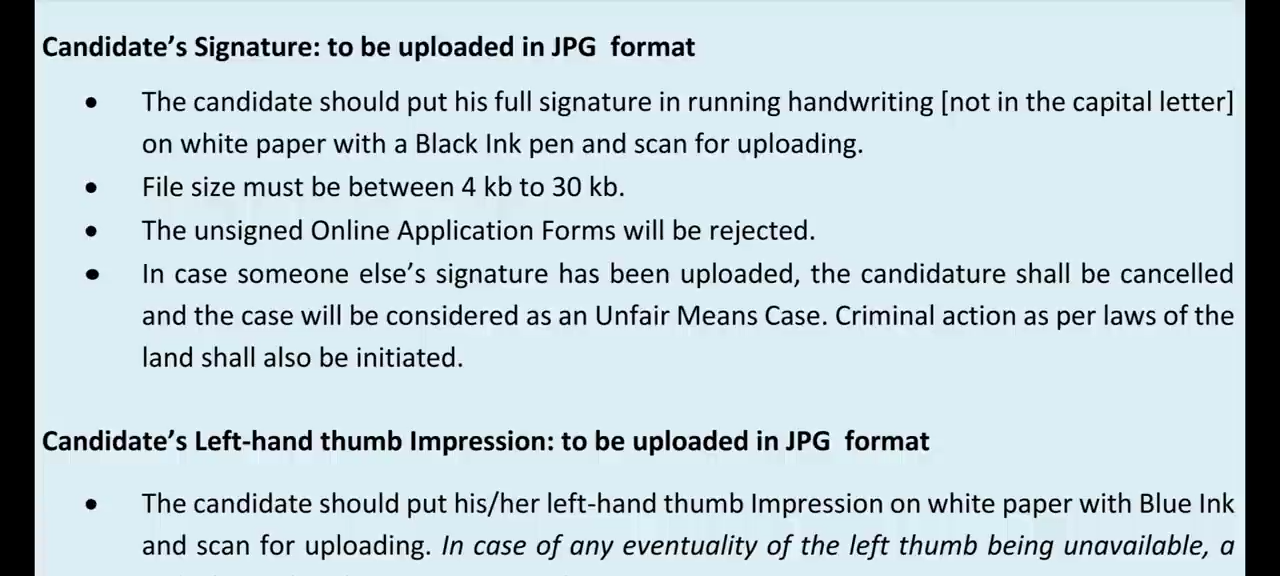 Candidate’s Signature: to be uploaded in JPG  format
• The candidate should put his full signature in running handwriting [not in the capital letter]
on white paper with a Black Ink pen and scan for uploading.
• File size must be between 4 kb to 30 kb.
• The unsigned Online Application Forms will be rejected.
• In case someone else’s signature has been uploaded, the candidature shall be cancelled
and the case will be considered as an Unfair Means Case. Criminal action as per laws of the
land shall also be initiated.
Candidate’s Left-hand thumb Impression: to be uploaded in JPG  format
• The candidate should put his/her left-hand thumb Impression on white paper with Blue Ink
and scan for uploading. In case of any eventuality of the left thumb being unavailable, a